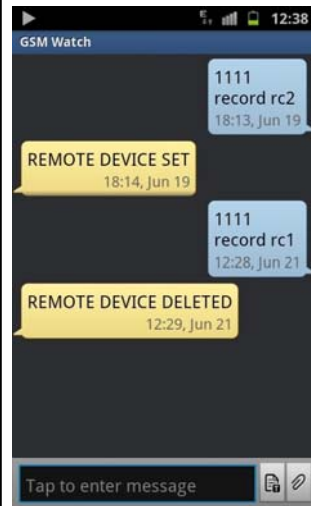 12:38
GSM Watch
1111
record rc2
18:13, Jun 19
REMOTE DEVICE SET
18:14, Jun 19
1111
record rc1
12:28, Jun 21
REMOTE DEVICE DELETED
12:29, Jun 21
Tap to enter message